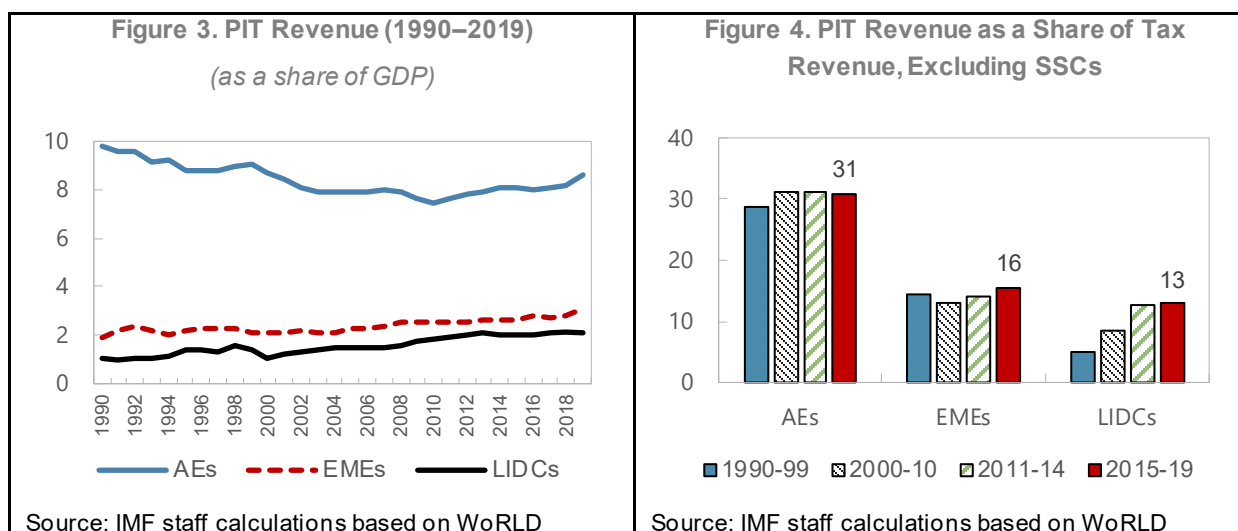 Figure 3. PIT Revenue (1990–2019)
(as a share of GDP)
10
8
6
4
2
0
1990
1992
1994
1996
1998
2000
2002
2004
2006
2008
2010
2012
2014
2016
2018
AEs
EMEs
LIDCs
Source: IMF staff calculations based on WoRLD
Figure 4. PIT Revenue as a Share of Tax
Revenue, Excluding SSCs
40
30
20
10
0
31
16
13
AEs
EMEs
LIDCs
1990-99
2000-10
2011-14
2015-19
Source: IMF staff calculations based on WoRLD